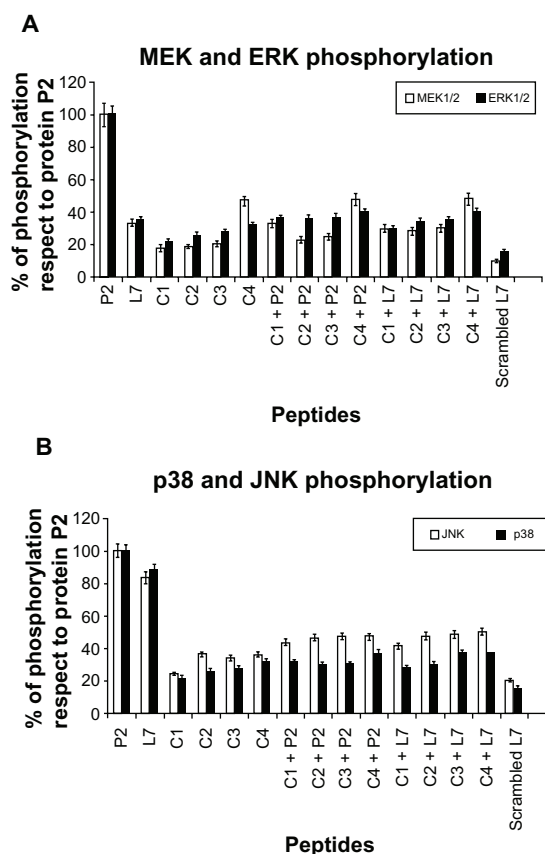 A
MEK and ERK phosphorylation
% of phosphorylation
respect to protein P2
120
100
80
60
40
20
0
MEK1/2 ERK1/2
P2 L7 C1 C2 C3 C4 C1 + P2 C2 + P2 C3 + P2 C4 + P2 C1 + L7 C2 + L7 C3 + L7 C4 + L7 Scrambled L7
Peptides
B
p38 and JNK phosphorylation
% of phosphorylation
respect to protein P2
120
100
80
60
40
20
0
JNK p38
P2 L7 C1 C2 C3 C4 C1 + P2 C2 + P2 C3 + P2 C4 + P2 C1 + L7 C2 + L7 C3 + L7 C4 + L7 Scrambled L7
Peptides